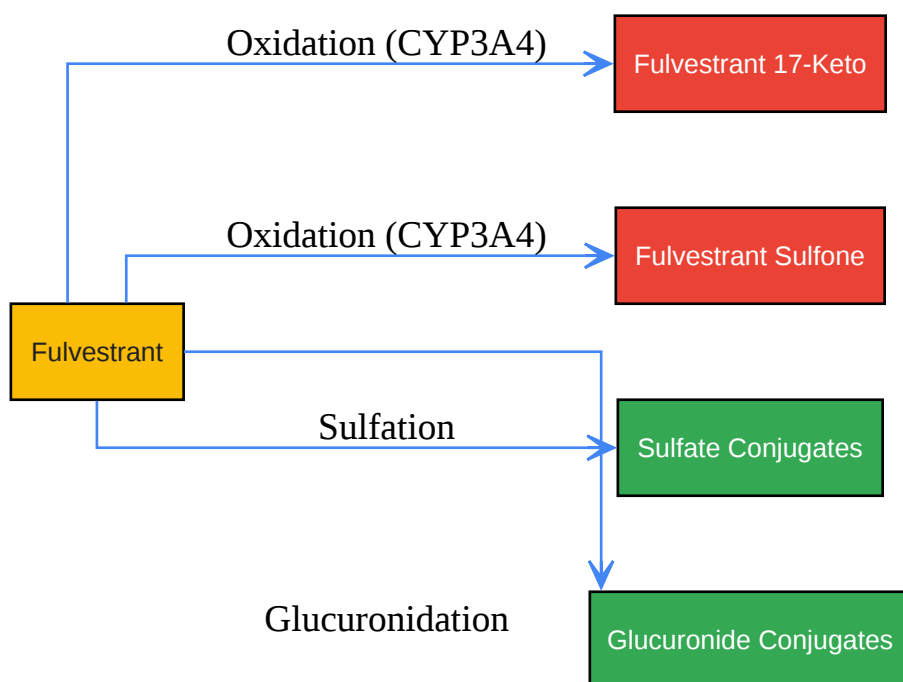 Oxidation (CYP3A4)
Fulvestrant 17-Keto
Oxidation (CYP3A4)
Fulvestrant Sulfone
Fulvestrant
Sulfation
Sulfate Conjugates
Glucuronidation
Glucuronide Conjugates